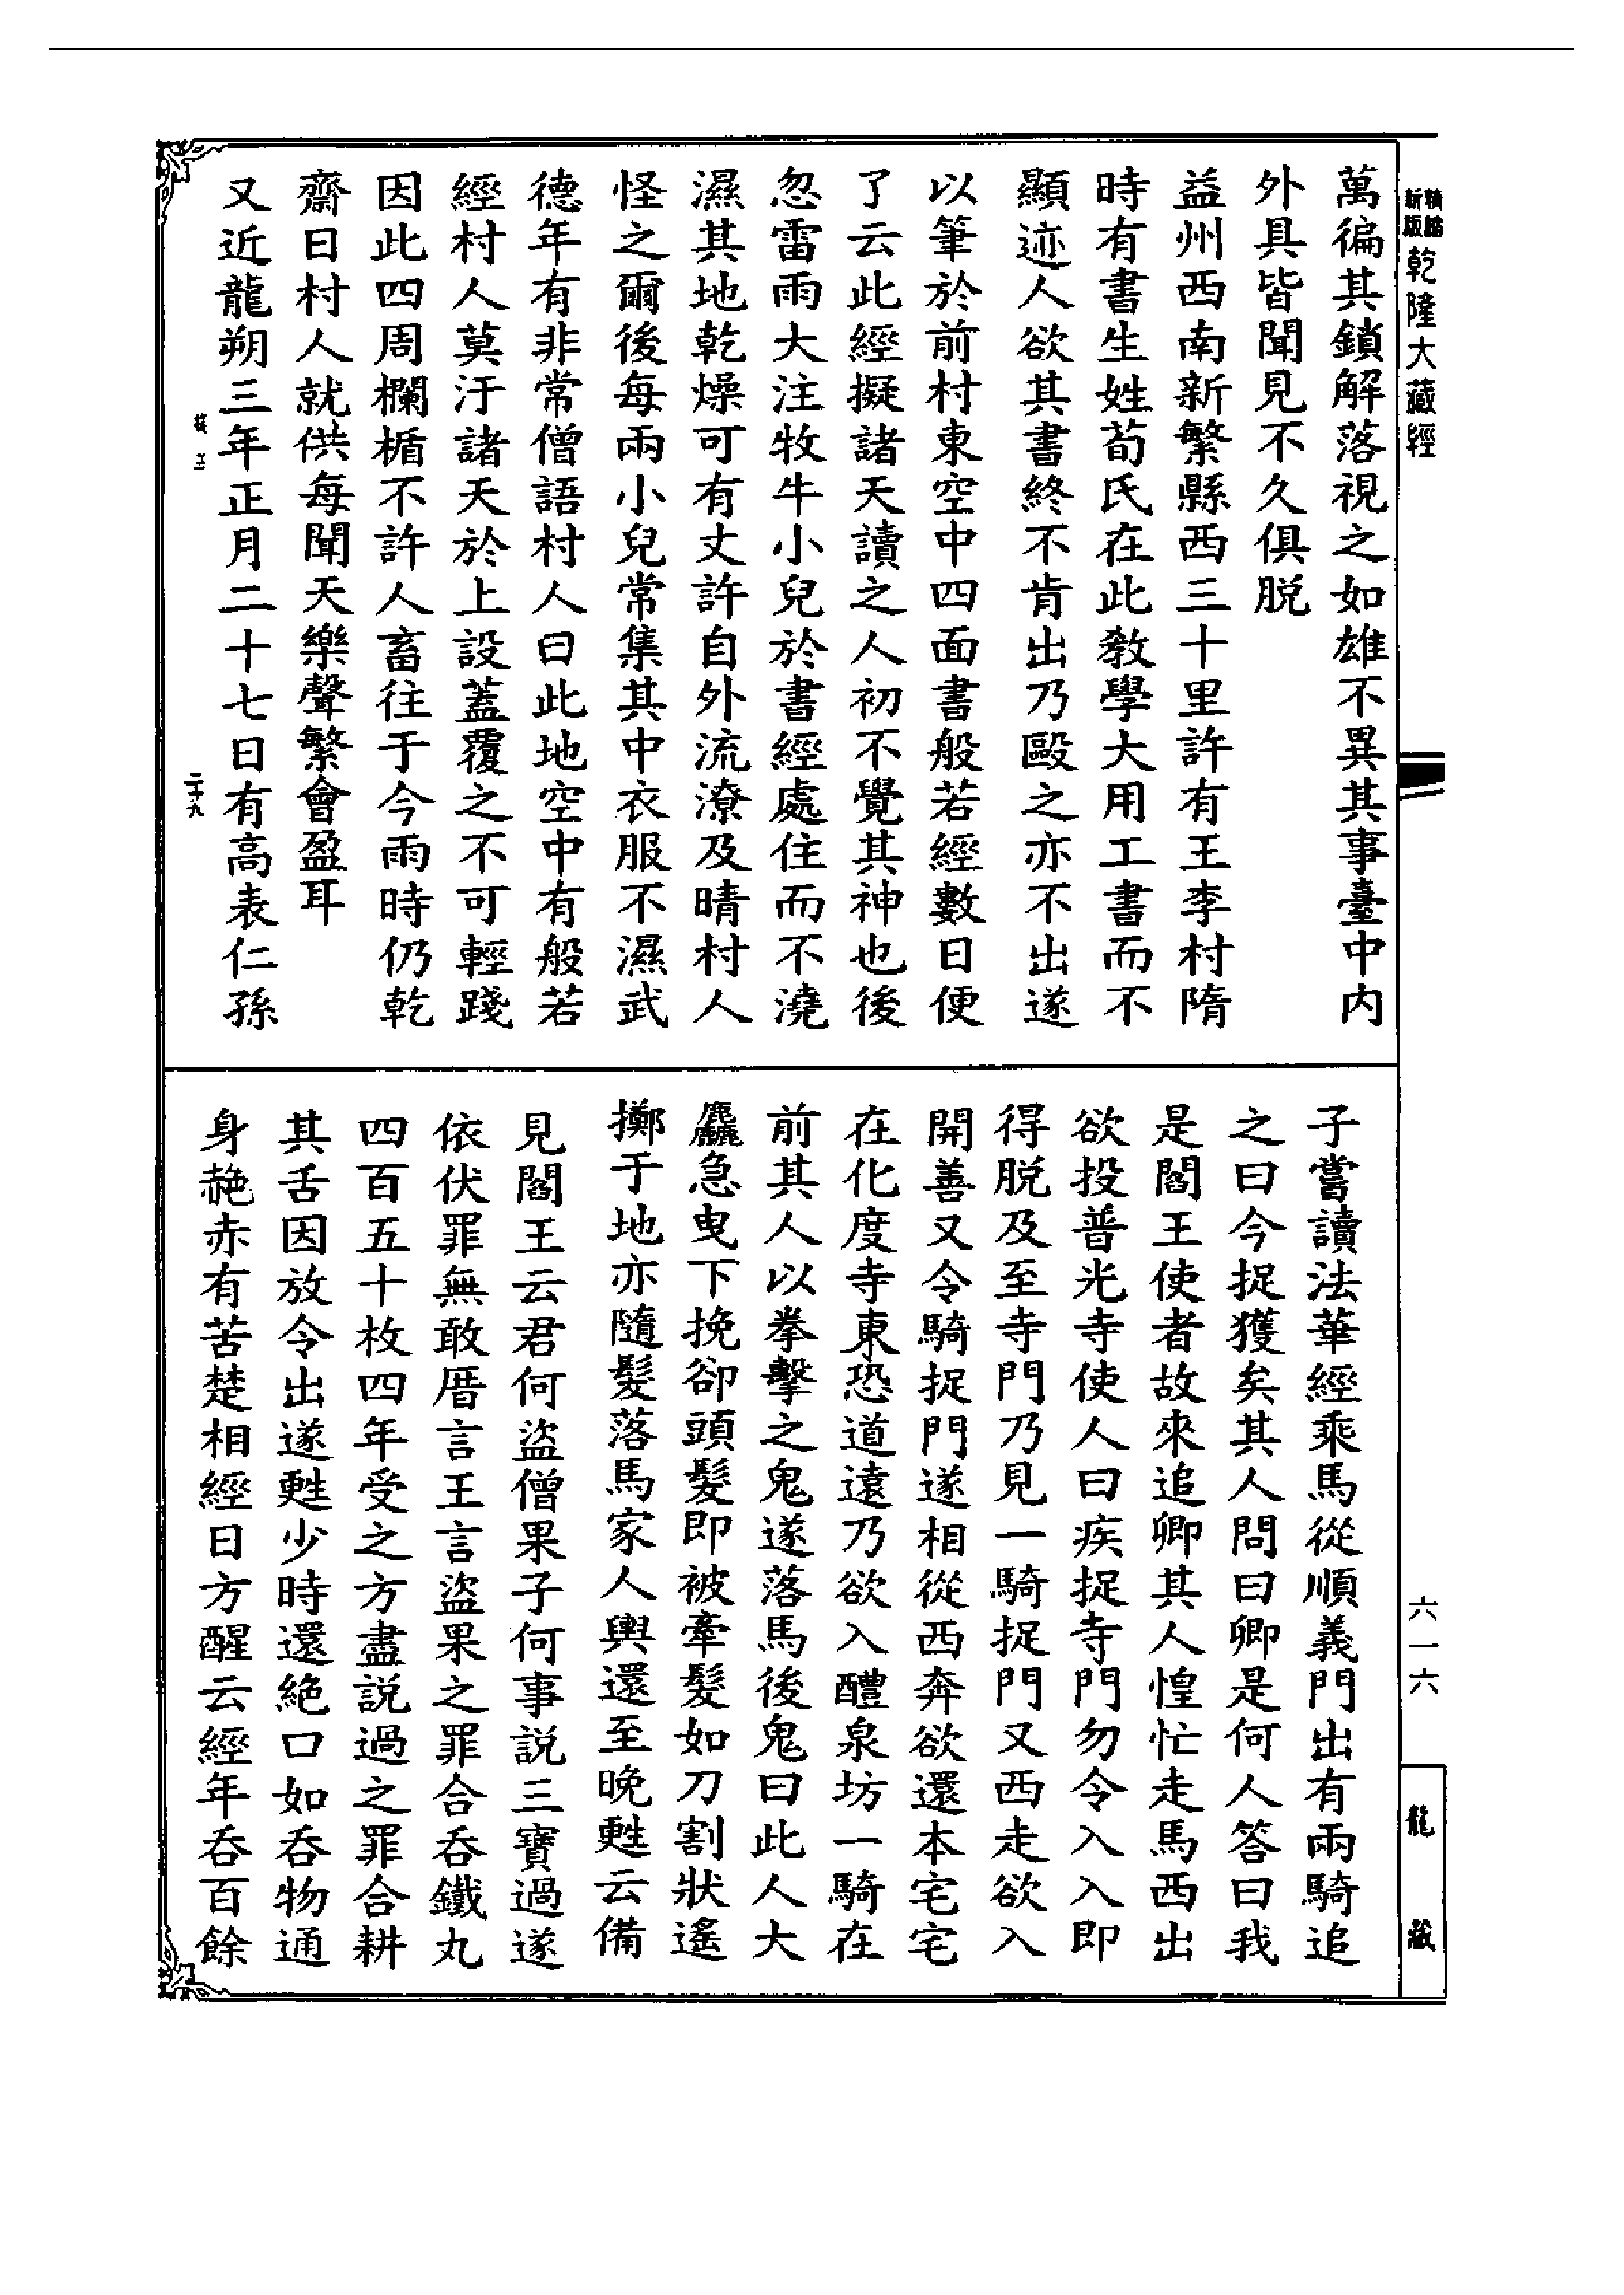 乾隆大藏經
萬徧其鎖解落視之如雄不異其事臺中內
外具皆聞見不久俱脱
益州西南新繁縣西三十里許有王李村隋
時有書生姓荀氏在此教學大用工書而不
顯迹人欲其書終不肯出乃毆之亦不出遂
以筆於前村東空中四面書般若經數日便
了云此經擬諸天讀之人初不覺其神也後
忽雷雨大注牧牛小兒於書經處住而不澆
濕其地乾燥可有丈許自外流潦及晴村人
怪之爾後每兩小兒常集其中衣服不濕武
德年有非常僧語村人曰此地空中有般若
經村人莫汙諸天於上設蓋覆之不可輕踐
因此四周欄楯不許人畜往于今雨時仍乾
齋日村人就供每聞天樂聲繁會盈耳
又近龍朔三年正月二十七日有高表仁孫
二十九
子嘗讀法華經乘馬從順義門出有兩騎追
之曰今捉獲矣其人問曰卿是何人答曰我
是閻王使者故來追卿其人惶忙走馬西出
欲投普光寺使人曰疾捉寺門勿令入入即
得脱及至寺門乃見一騎捉門又西走欲入
開善又令騎捉門遂相從西奔欲還本宅宅
在化度寺東恐道遠乃欲入醴泉坊一騎在
前其人以拳擊之鬼遂落馬後鬼曰此人大
麤急曳下挽卻頭髮即被牽髮如刀割狀遙
擲于地亦隨髮落馬家人輿還至晚甦云備
見閻王云君何盜僧果子何事説三寶過遂
依伏罪無敢厝言王言盜果之罪合吞鐵丸
四百五十枚四年受之方盡説過之罪合耕
其舌因放令出遂甦少時還絶口如吞物通
身赩赤有苦楚相經日方醒云經年吞百餘
六一六
龍藏